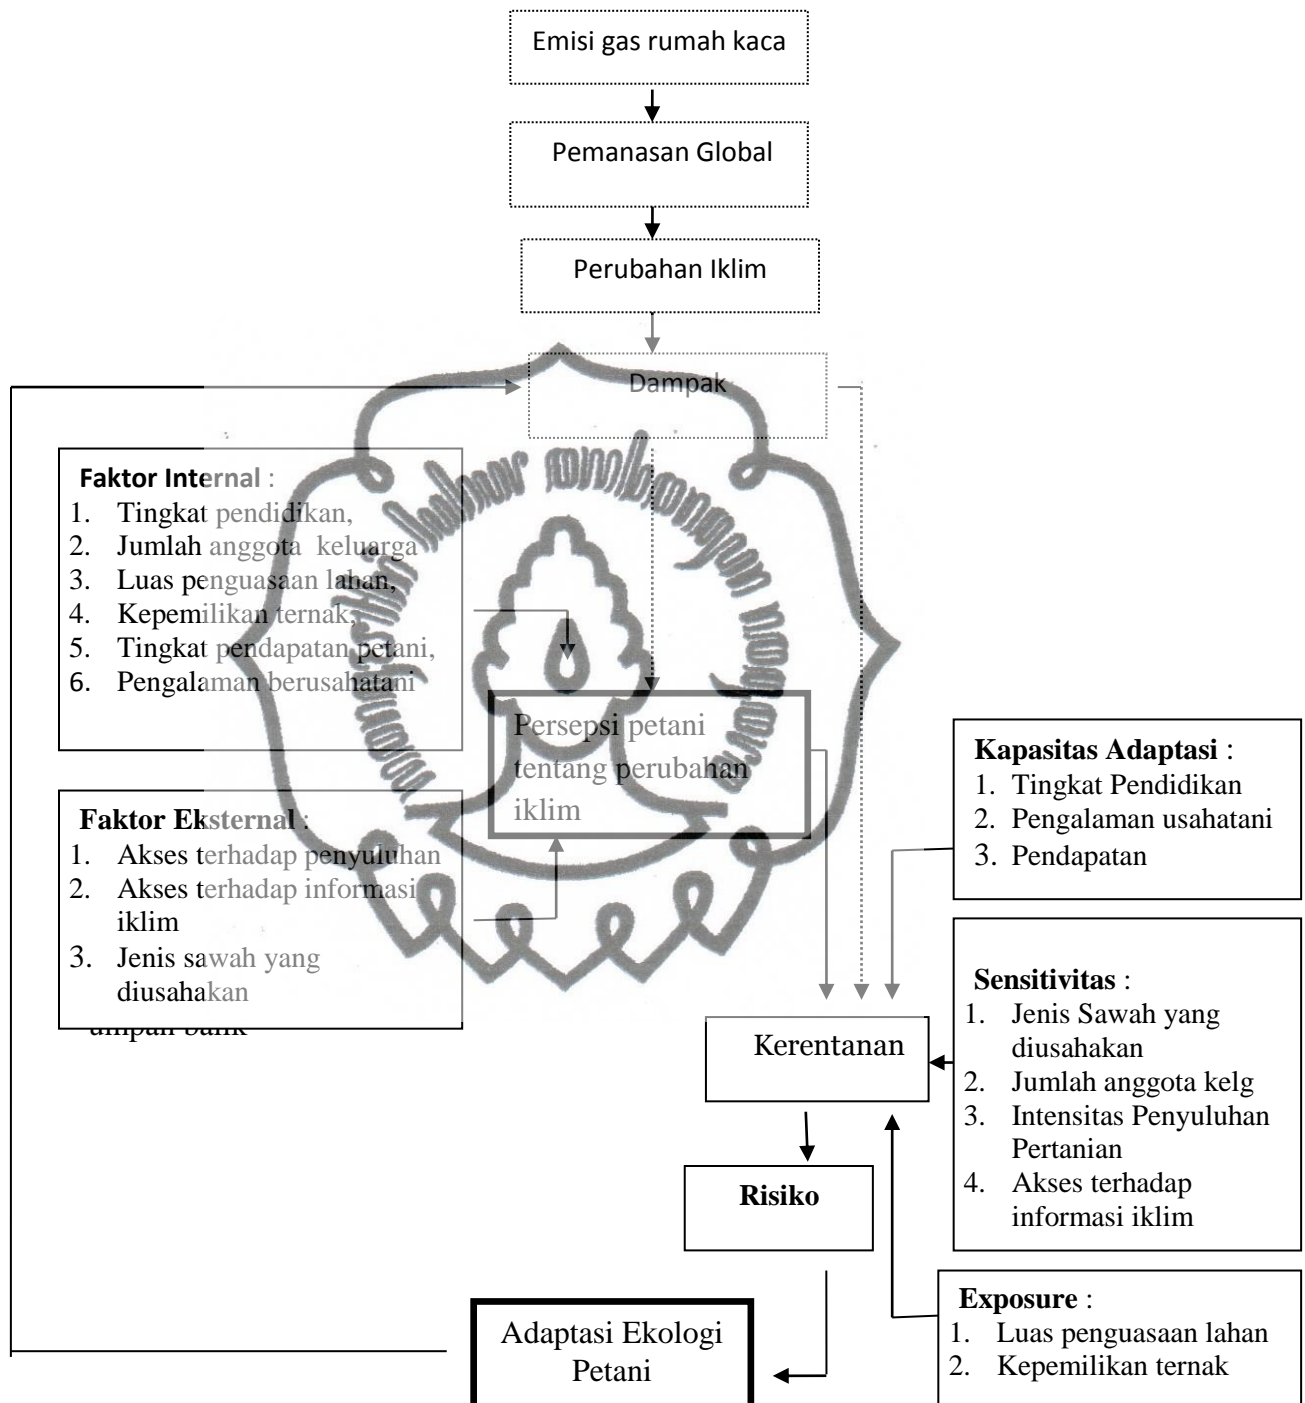 Emisi gas rumah kaca
Pemanasan Global
Perubahan Iklim
Dampak
Faktor Internal :
1. Tingkat pendidikan,
2. Jumlah anggota keluarga
3. Luas penguasaan lahan,
4. Kepemilikan ternak,
5. Tingkat pendapatan petani,
6. Pengalaman berusahatani
Persepsi petani
tentang perubahan
iklim
Faktor Eksternal :
1. Akses terhadap penyuluhan
2. Akses terhadap informasi
iklim
3. Jenis sawah yang
diusahakan
umpan balik
Kapasitas Adaptasi :
1. Tingkat Pendidikan
2. Pengalaman usahatani
3. Pendapatan
Sensitivitas :
1. Jenis Sawah yang
diusahakan
2. Jumlah anggota kelg
3. Intensitas Penyuluhan
Pertanian
4. Akses terhadap
informasi iklim
Kerentanan
Risiko
Exposure :
1. Luas penguasaan lahan
2. Kepemilikan ternak
Adaptasi Ekologi
Petani